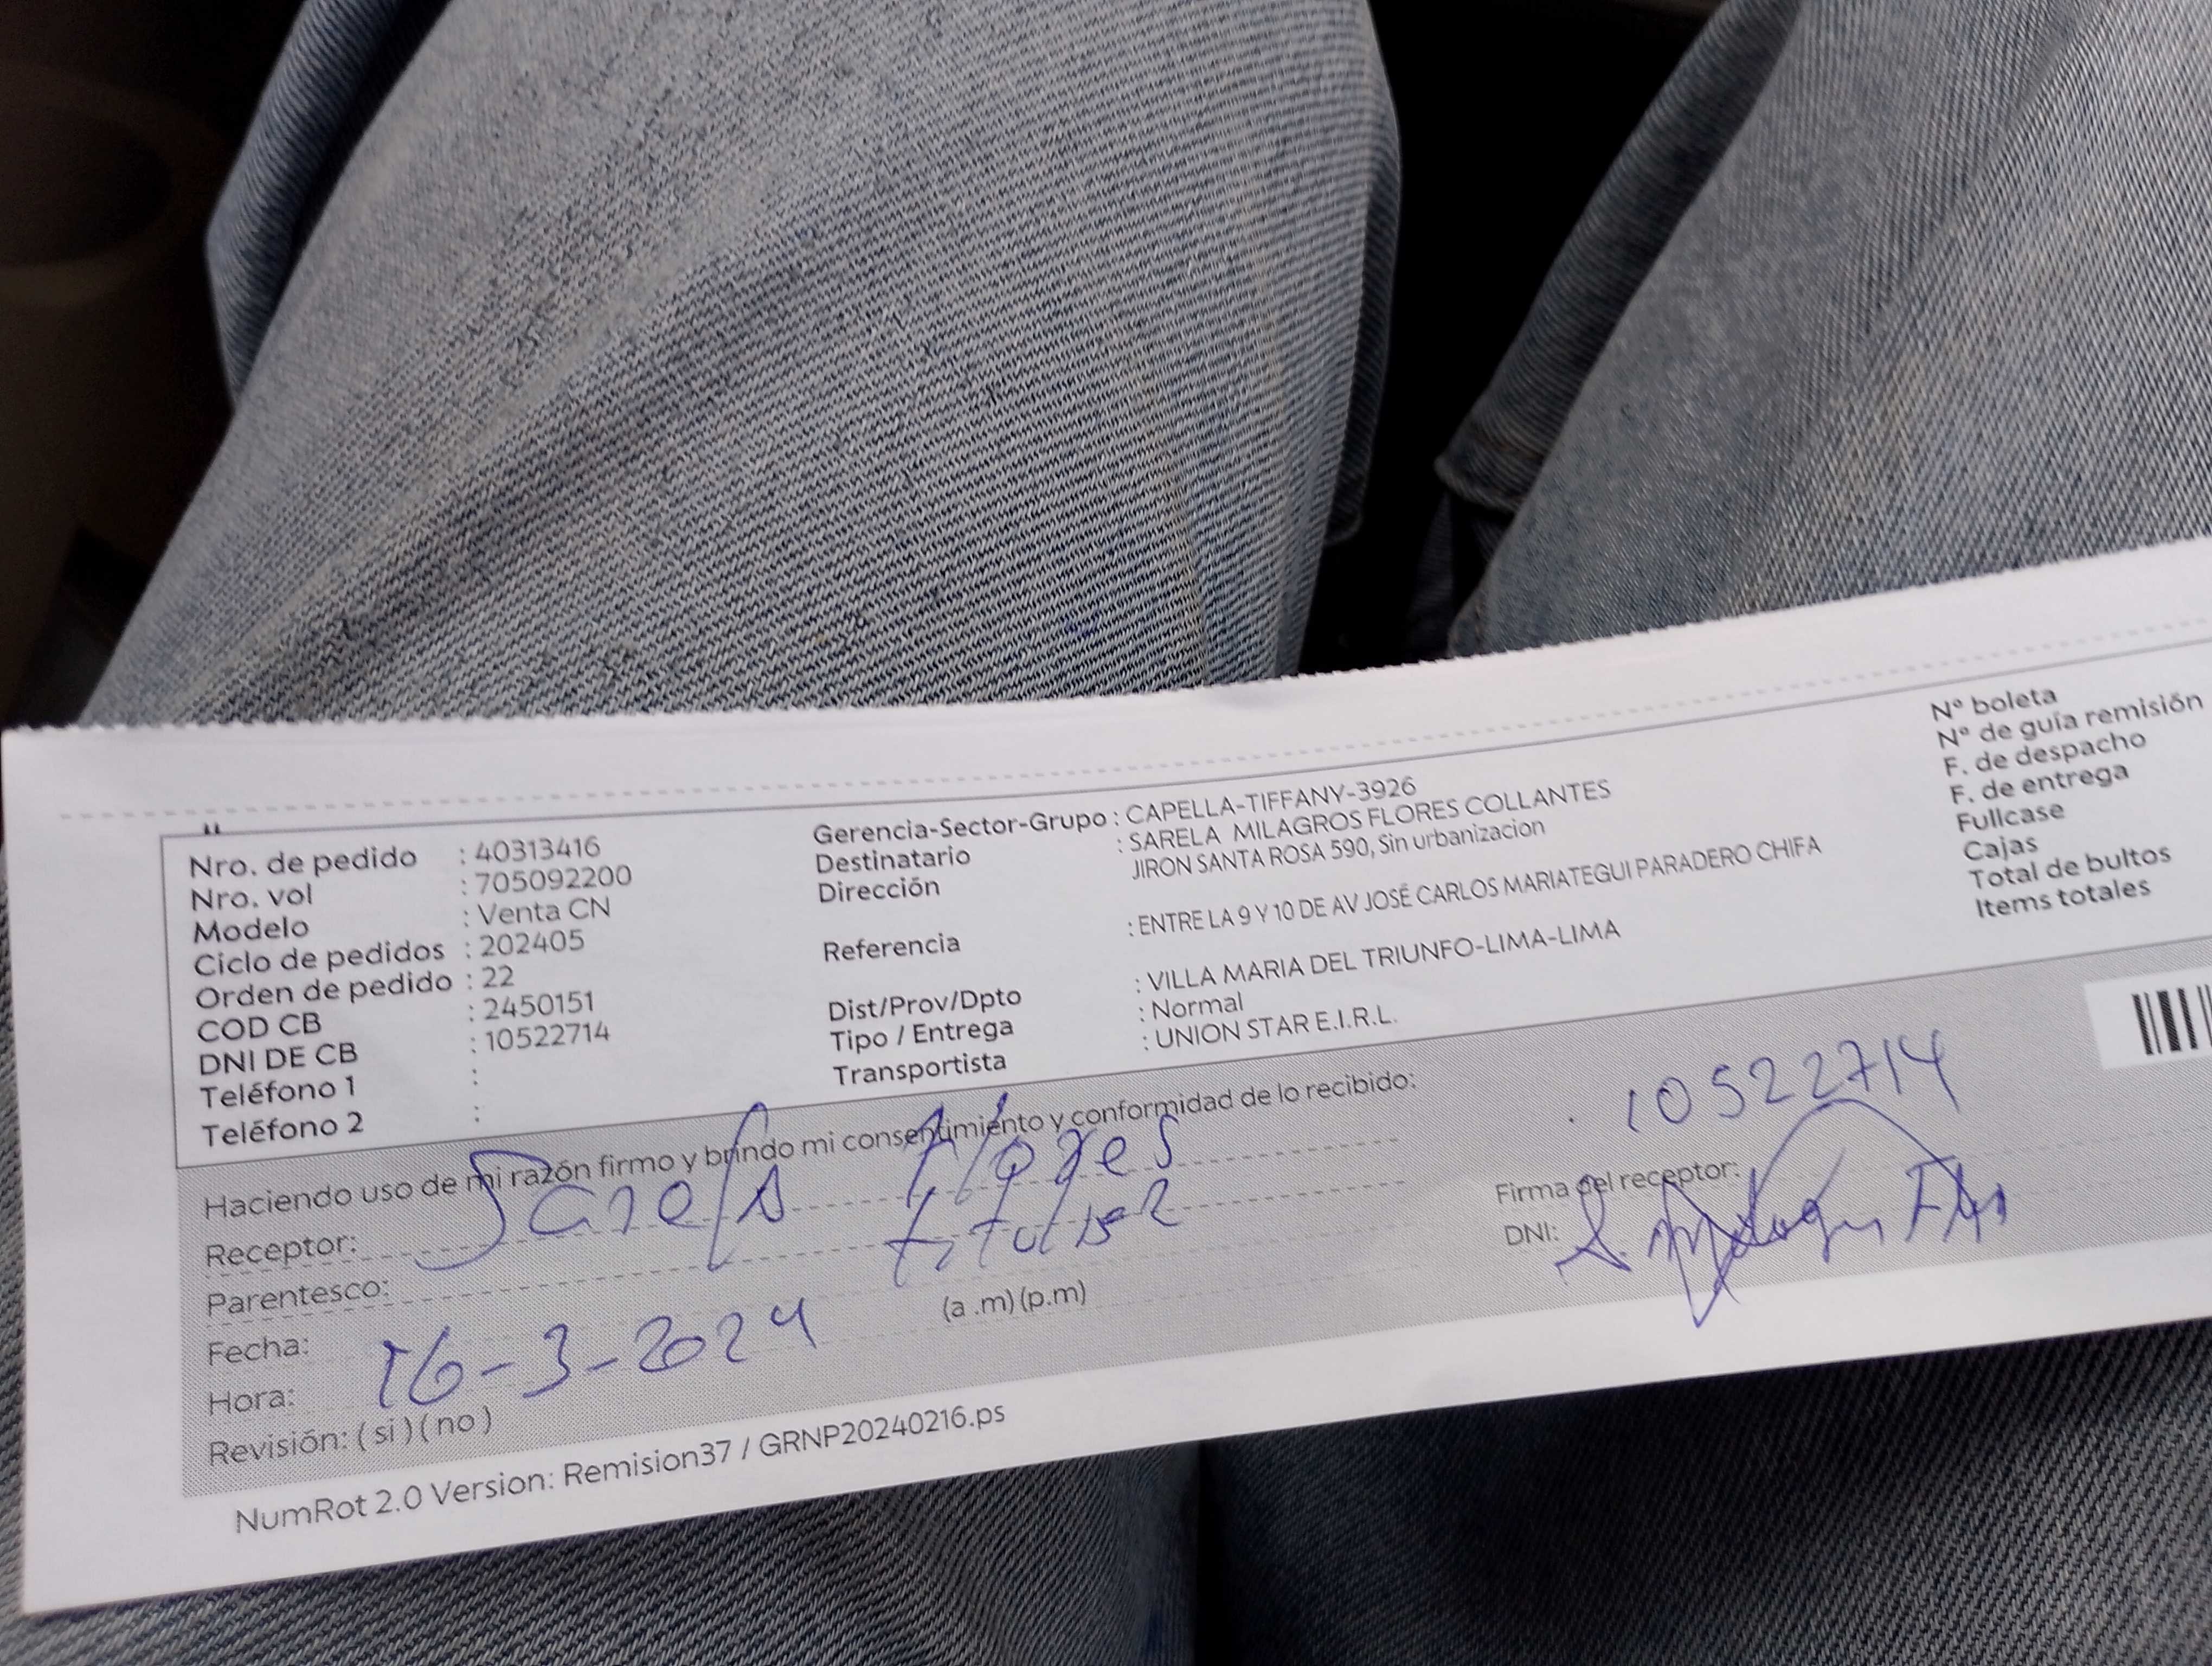 Nro. de pedido : 40313416
Nro. vol : 705092200
Modelo : Venta CN
Ciclo de pedidos : 202405
Orden de pedido : 22
COD CB : 2450151
DNI DE CB : 10522714
Teléfono 1 :
Teléfono 2 :
Gerencia-Sector-Grupo : CAPELLA-TIFFANY-3926
Destinatario : SARELA MILAGROS FLORES COLLANTES
Dirección JIRON SANTA ROSA 590, Sin urbanizacion
Referencia : ENTRE LA 9 Y 10 DE AV JOSÉ CARLOS MARIATEGUI PARADERO CHIFA
Dist/Prov/Dpto : VILLA MARIA DEL TRIUNFO-LIMA-LIMA
Tipo / Entrega : Normal
Transportista : UNION STAR E.I.R.L.
N° boleta
N° de guía remisión
F. de despacho
F. de entrega
Fullcase
Cajas
Total de bultos
Items totales
Haciendo uso de mi razón firmo y brindo mi consentimiento y conformidad de lo recibido:
Receptor: Sarela Flores
Parentesco: titular
Fecha: 16-3-2024
Hora: (a .m) (p.m)
Revisión: ( si ) ( no )
10522714
Firma del receptor:
DNI:
NumRot 2.0 Version: Remision37 / GRNP20240216.ps